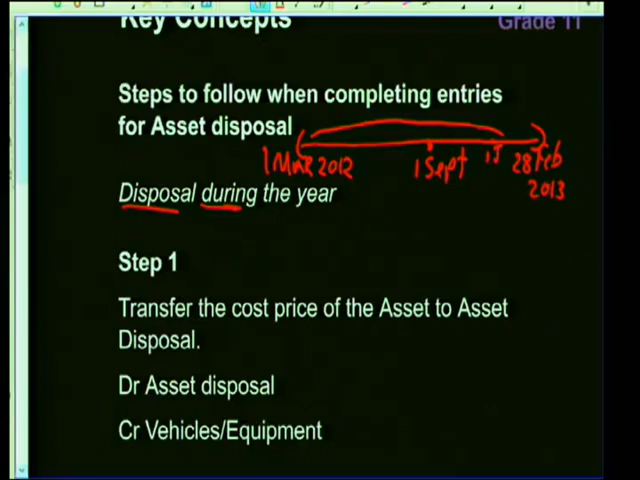 Key Concepts
Grade 11
Steps to follow when completing entries
for Asset disposal
1 Mar 2012 1 Sept 15 28 Feb
2013
Disposal during the year
Step 1
Transfer the cost price of the Asset to Asset
Disposal.
Dr Asset disposal
Cr Vehicles/Equipment